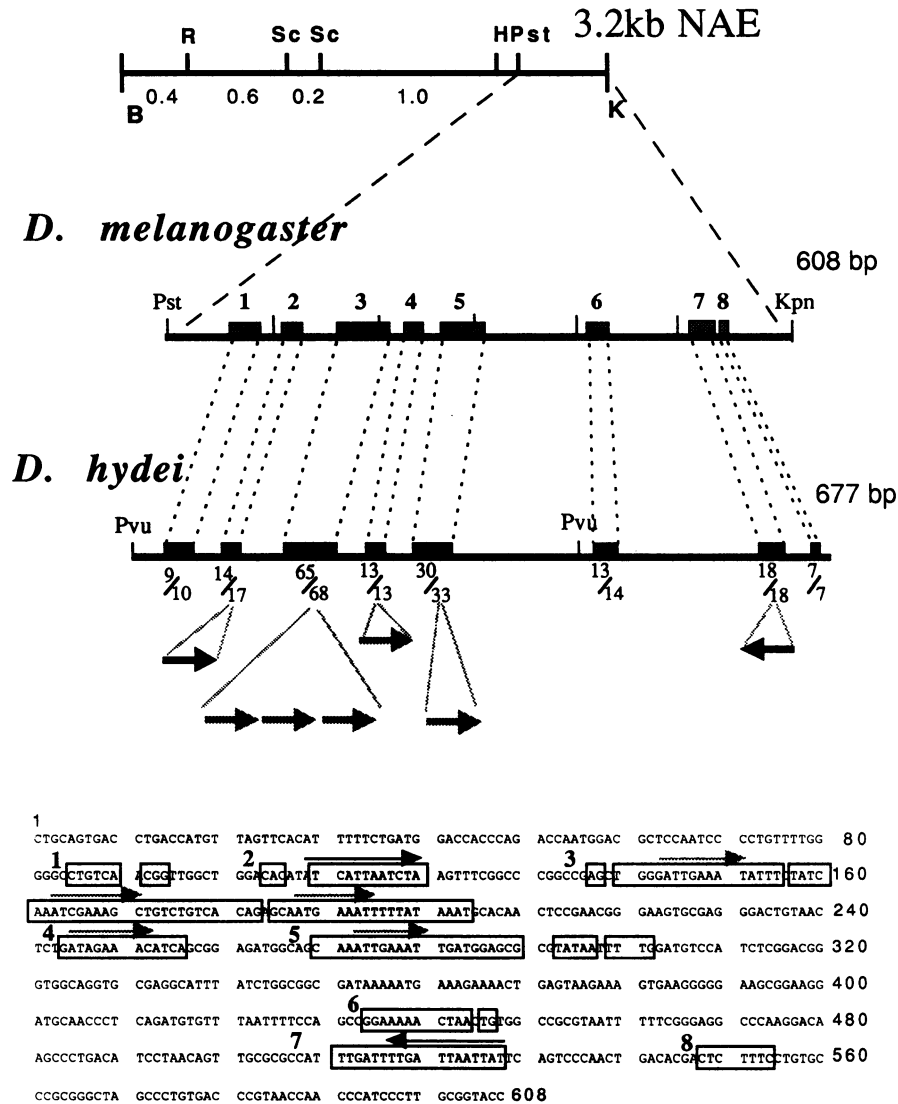 3.2kb NAE
R Sc Sc H Pst
0.4 0.6 0.2 1.0
B K
D. melanogaster
608 bp
Pst 1 2 3 4 5 6 7 8 Kpn
D. hydei
677 bp
Pvu Pvu
9/10 14/17 65/68 13/13 30/33 13/14 18/18 7/7
1
CTGCAGTGAC CTGACCATGT TAGTTCACAT TTTTCTGATG GACCACCCAG ACCAATGGAC GCTCCAATCC CCTGTTTTGG 80
1 2 3
GGGCCTGTCA ACGGTTGGCT GGACACATAT CATTAATCTA AGTTTCGGCC CGGCCGAGCT GGGATTGAAA TATTTCTATC 160
AAATCGAAAG CTGTCTGTCA CAGAGCAATG AAATTTTTAT AAATGCACAA CTCCGAACGG GAAGTGCGAG GGACTGTAAC 240
4 5
TCTGATAGAA ACATCAGCGG AGATGGCAGC AAATTGAAAT TGATGGAGCG CGTATAATTT TGGATGTCCA TCTCGGACGG 320
GTGGCAGGTG CGAGGCATTT ATCTGGCGGC GATAAAAATG AAAGAAAACT GAGTAAGAAA GTGAAGGGGG AAGCGGAAGG 400
6
ATGCAACCCT CAGATGTGTT TAATTTTCCA GCCGGAAAAA CTAACTGTGG CCGCGTAATT TTTCGGGAGG CCCAAGGACA 480
7 8
AGCCCTGACA TCCTAACAGT TGCGCGCCAT TTGATTTTGA TTAATTATTC AGTCCCAACT GACACGACTC TTTCCTGTGC 560
CCGCGGGCTA GCCCTGTGAC CCGTAACCAA CCCATCCCTT GCGGTACC 608